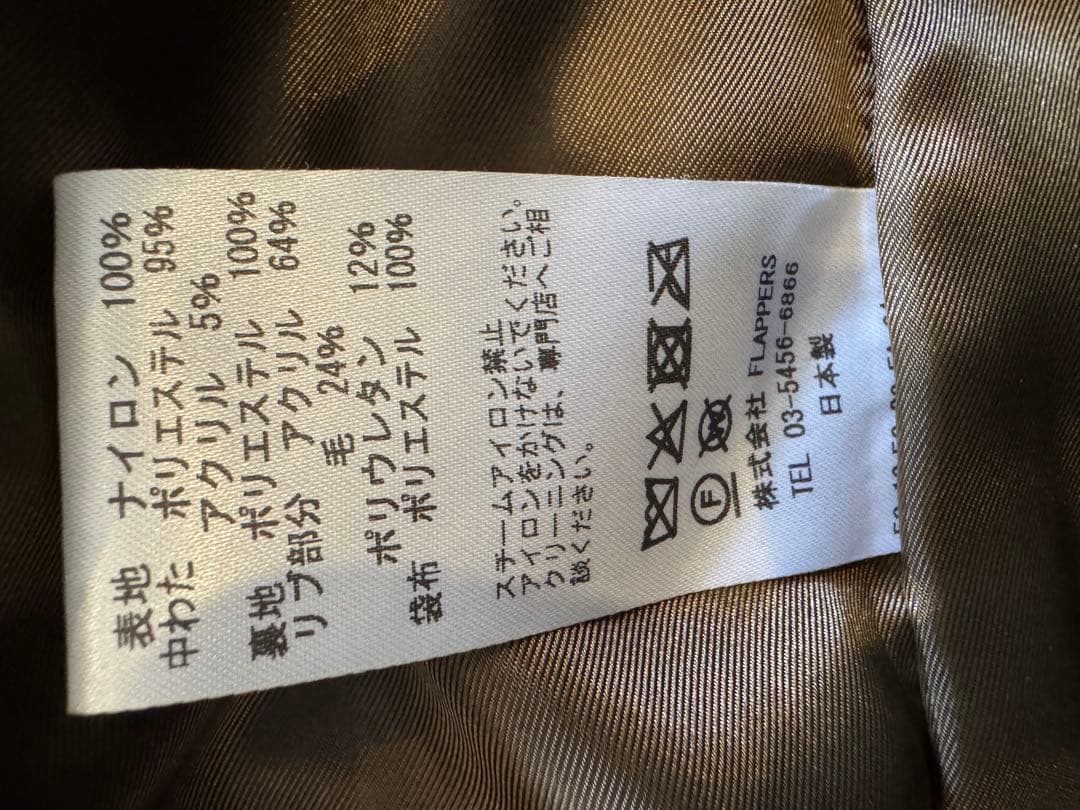 表地 ナイロン 100%
中わた ポリエステル 95%
アクリル 5%
裏地 ポリエステル 100%
リブ部分 アクリル 64%
毛 24%
ポリウレタン 12%
袋布 ポリエステル 100%
スチームアイロン禁止
アイロンをかけないでください。
クリーニングは、専門店へご相
談ください。
F
W
株式会社 FLAPPERS
TEL 03-5456-6866
日本製